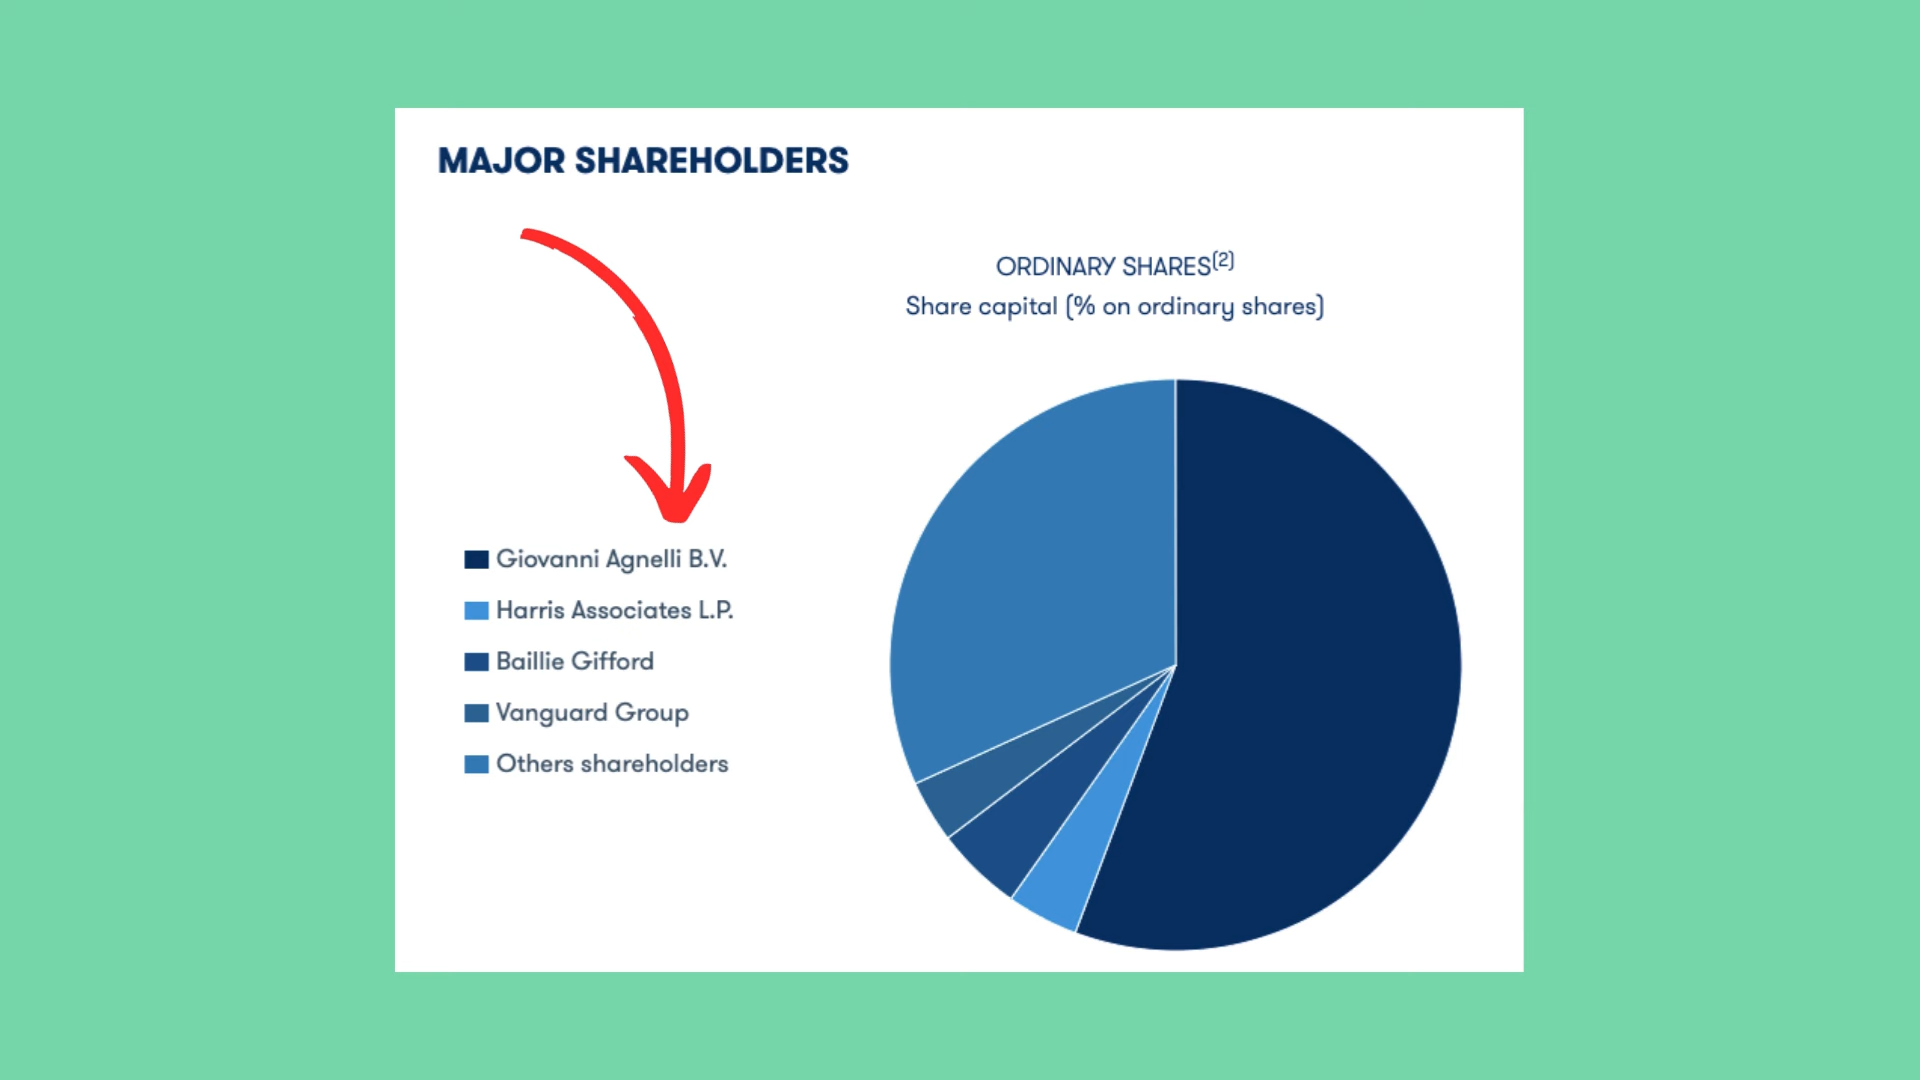 MAJOR SHAREHOLDERS
ORDINARY SHARES(2)
Share capital (% on ordinary shares)
Giovanni Agnelli B.V.
Harris Associates L.P.
Baillie Gifford
Vanguard Group
Others shareholders